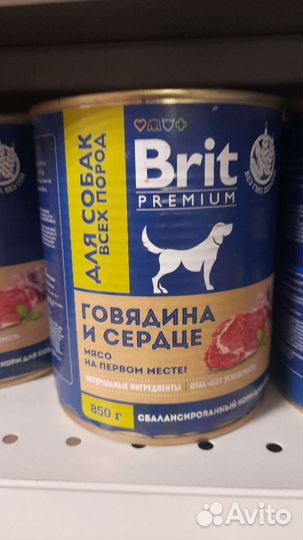 ДЛЯ СОБАК
ВСЕХ ПОРОД
Brit
PREMIUM
ГОВЯДИНА
И СЕРДЦЕ
МЯСО
НА ПЕРВОМ МЕСТЕ!
НАТУРАЛЬНЫЕ ИНГРЕДИЕНТЫ
850 г
СБАЛАНСИРОВАННЫЙ
Avito